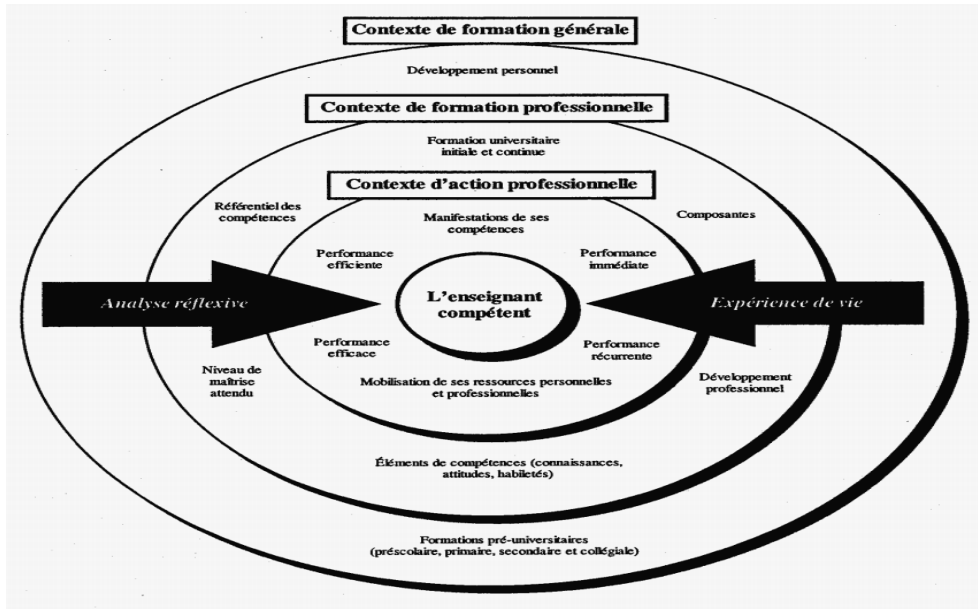 Contexte de formation générale
Développement personnel
Contexte de formation professionnelle
Formation universitaire
initiale et continue
Contexte d'action professionnelle
Référentiel des
compétences
Manifestations de ses
compétences
Composantes
Performance
efficiente
Performance
immédiate
Analyse réflexive
L'enseignant
compétent
Expérience de vie
Performance
efficace
Performance
récurrente
Niveau de
maîtrise
attendu
Mobilisation de ses ressources personnelles
et professionnelles
Développement
professionnel
Éléments de compétences (connaissances,
attitudes, habiletés)
Formations pré-universitaires
(préscolaire, primaire, secondaire et collégiale)